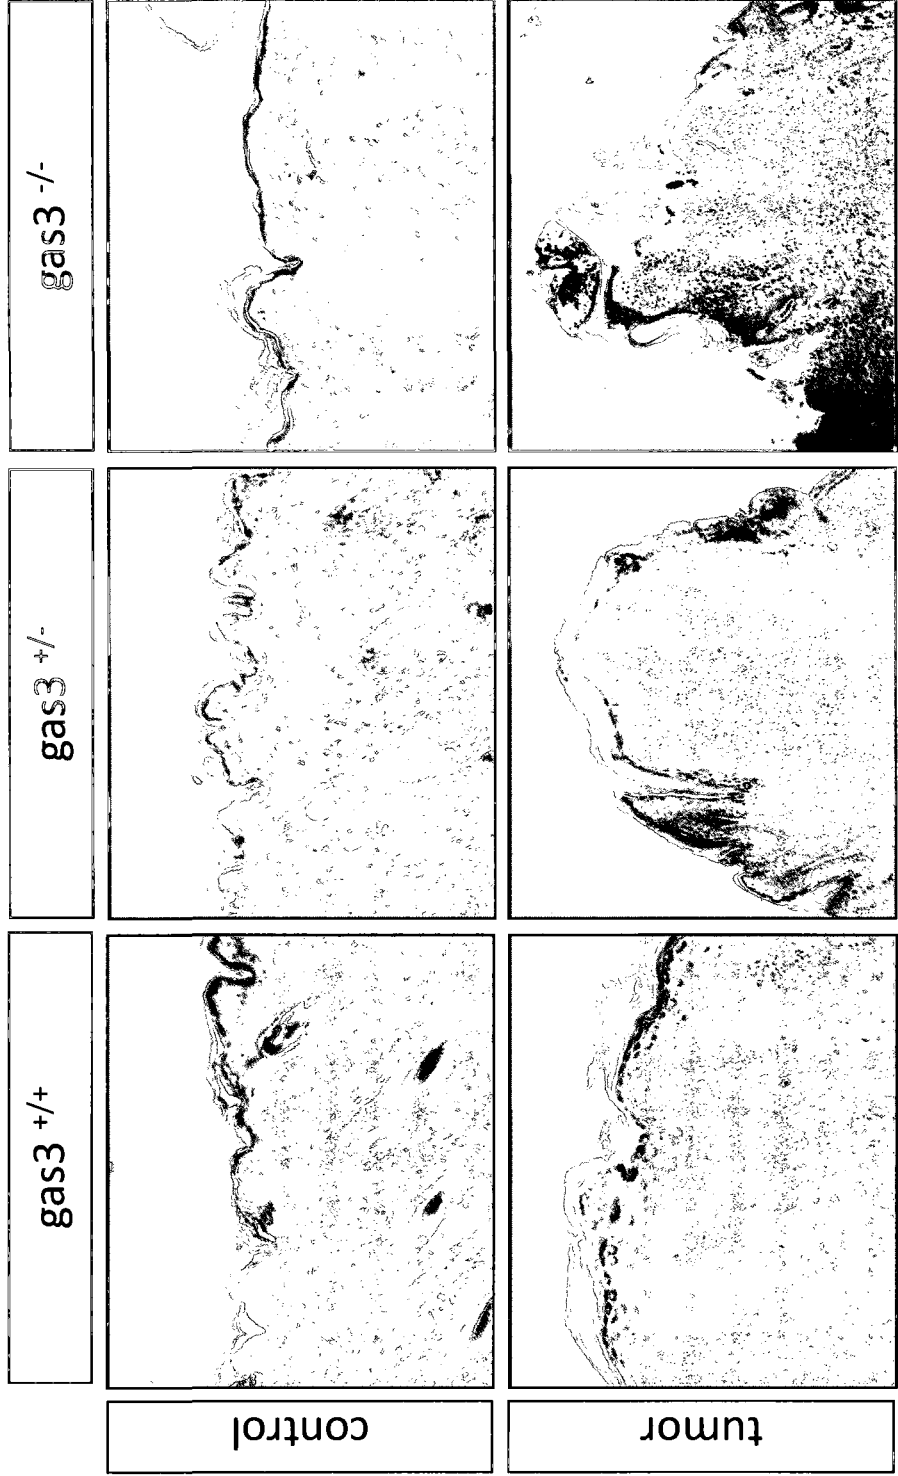 gas3 +/+
gas3 +/-
gas3 -/-
control
tumor